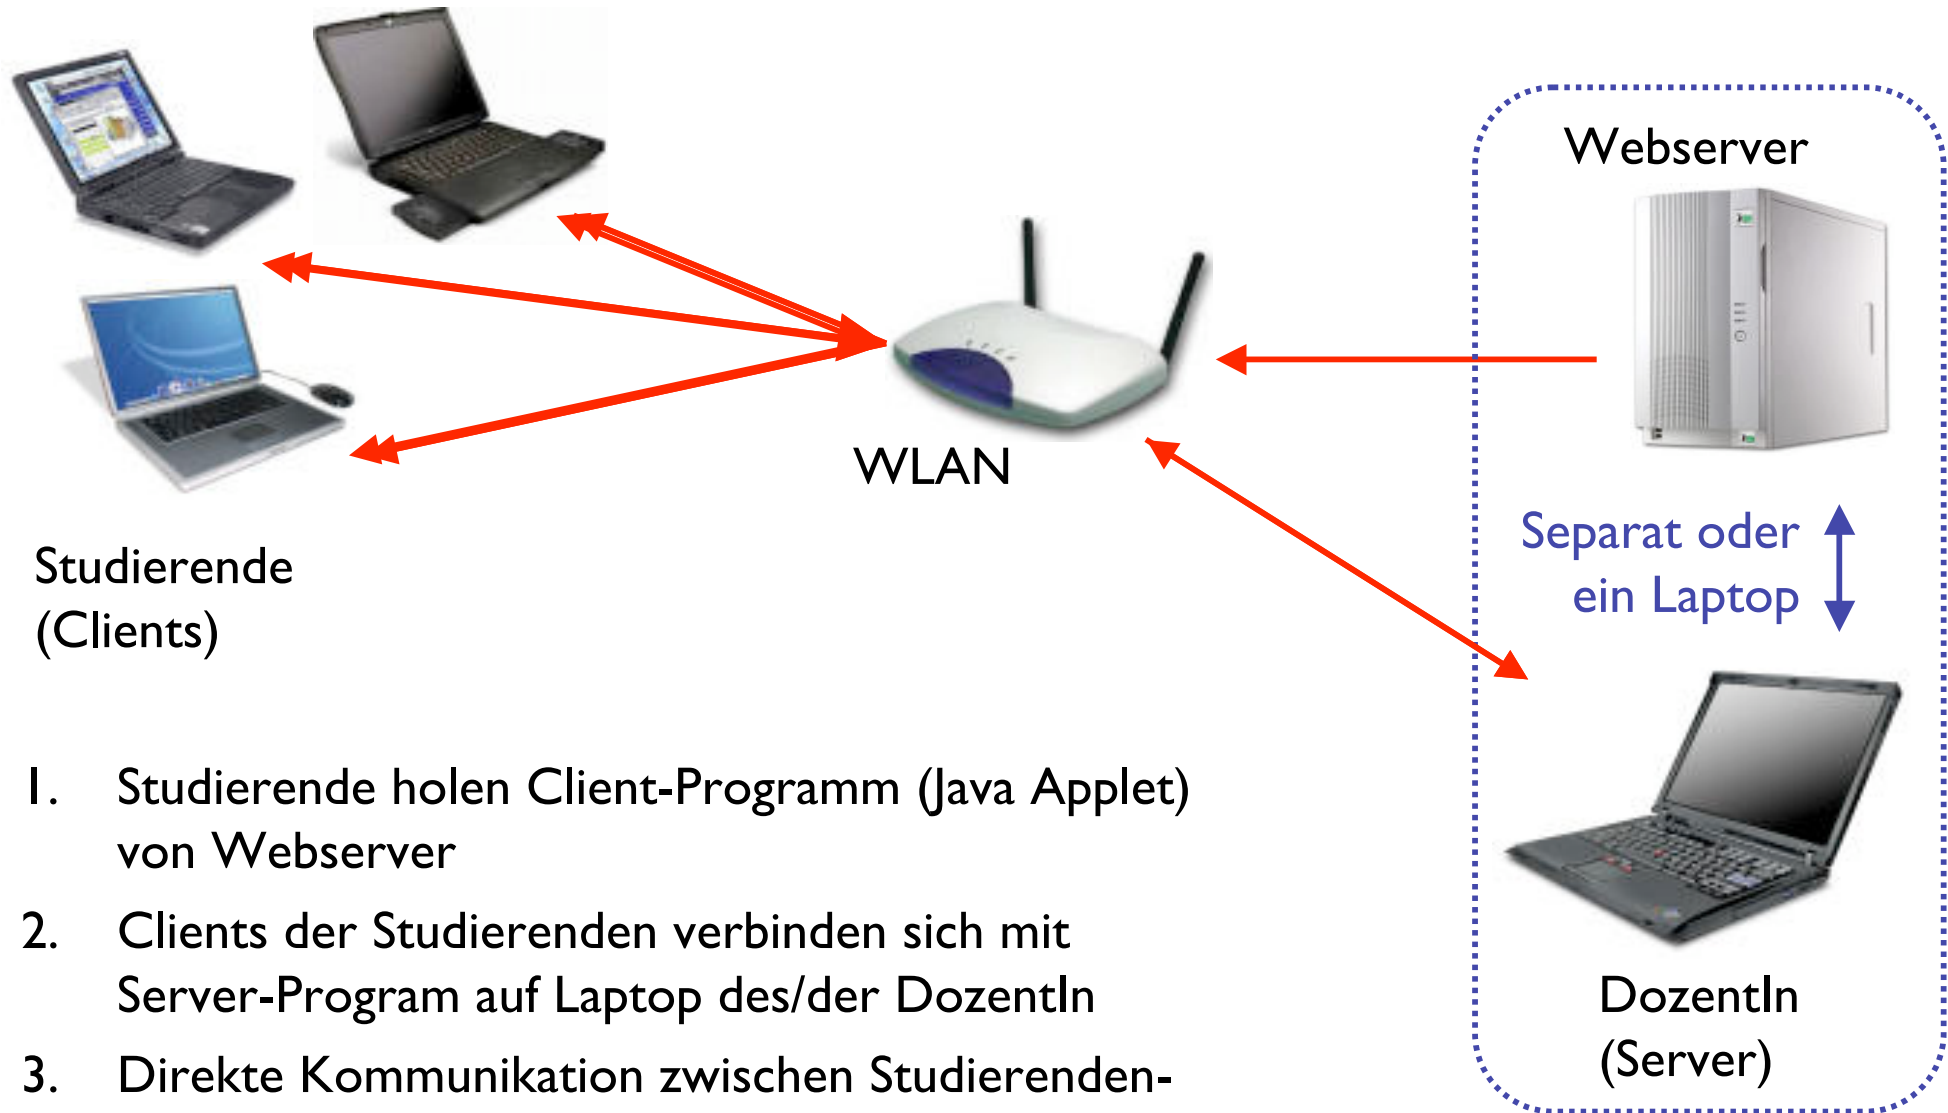 Webserver
WLAN
Separat oder
ein Laptop
Studierende
(Clients)
1. Studierende holen Client-Programm (Java Applet)
von Webserver
2. Clients der Studierenden verbinden sich mit
Server-Program auf Laptop des/der DozentIn
3. Direkte Kommunikation zwischen Studierenden-
DozentIn
(Server)